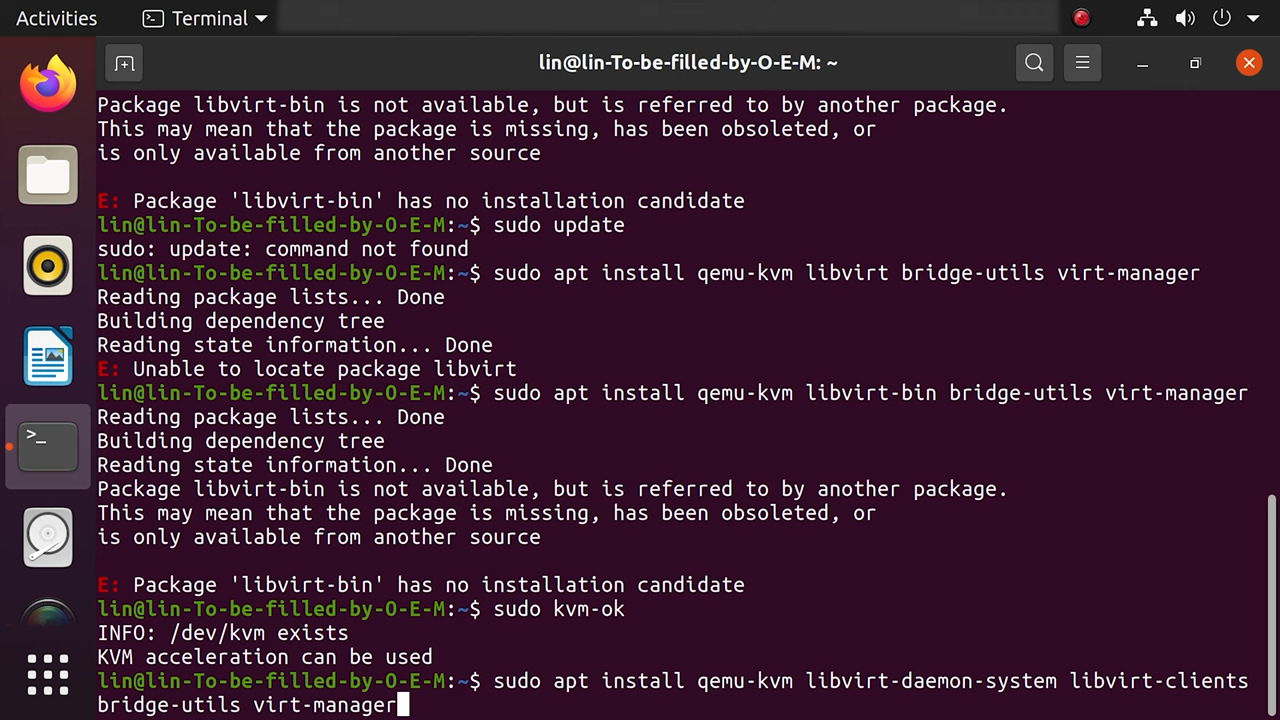 Activities
Terminal
lin@lin-To-be-filled-by-O-E-M: ~
Package libvirt-bin is not available, but is referred to by another package.
This may mean that the package is missing, has been obsoleted, or
is only available from another source
E: Package 'libvirt-bin' has no installation candidate
lin@lin-To-be-filled-by-O-E-M:~$ sudo update
sudo: update: command not found
lin@lin-To-be-filled-by-O-E-M:~$ sudo apt install qemu-kvm libvirt bridge-utils virt-manager
Reading package lists... Done
Building dependency tree
Reading state information... Done
E: Unable to locate package libvirt
lin@lin-To-be-filled-by-O-E-M:~$ sudo apt install qemu-kvm libvirt-bin bridge-utils virt-manager
Reading package lists... Done
Building dependency tree
Reading state information... Done
Package libvirt-bin is not available, but is referred to by another package.
This may mean that the package is missing, has been obsoleted, or
is only available from another source
E: Package 'libvirt-bin' has no installation candidate
lin@lin-To-be-filled-by-O-E-M:~$ sudo kvm-ok
INFO: /dev/kvm exists
KVM acceleration can be used
lin@lin-To-be-filled-by-O-E-M:~$ sudo apt install qemu-kvm libvirt-daemon-system libvirt-clients
bridge-utils virt-manager